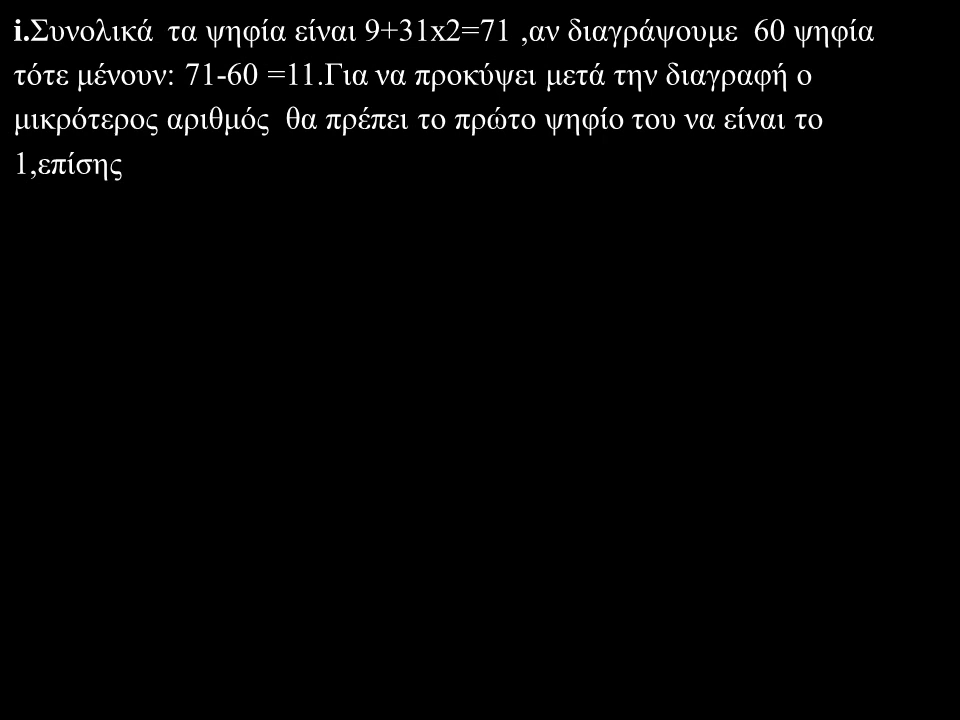 i.Συνολικά τα ψηφία είναι 9+31x2=71 ,αν διαγράψουμε 60 ψηφία
τότε μένουν: 71-60 =11.Για να προκύψει μετά την διαγραφή ο
μικρότερος αριθμός θα πρέπει το πρώτο ψηφίο του να είναι το
1,επίσης